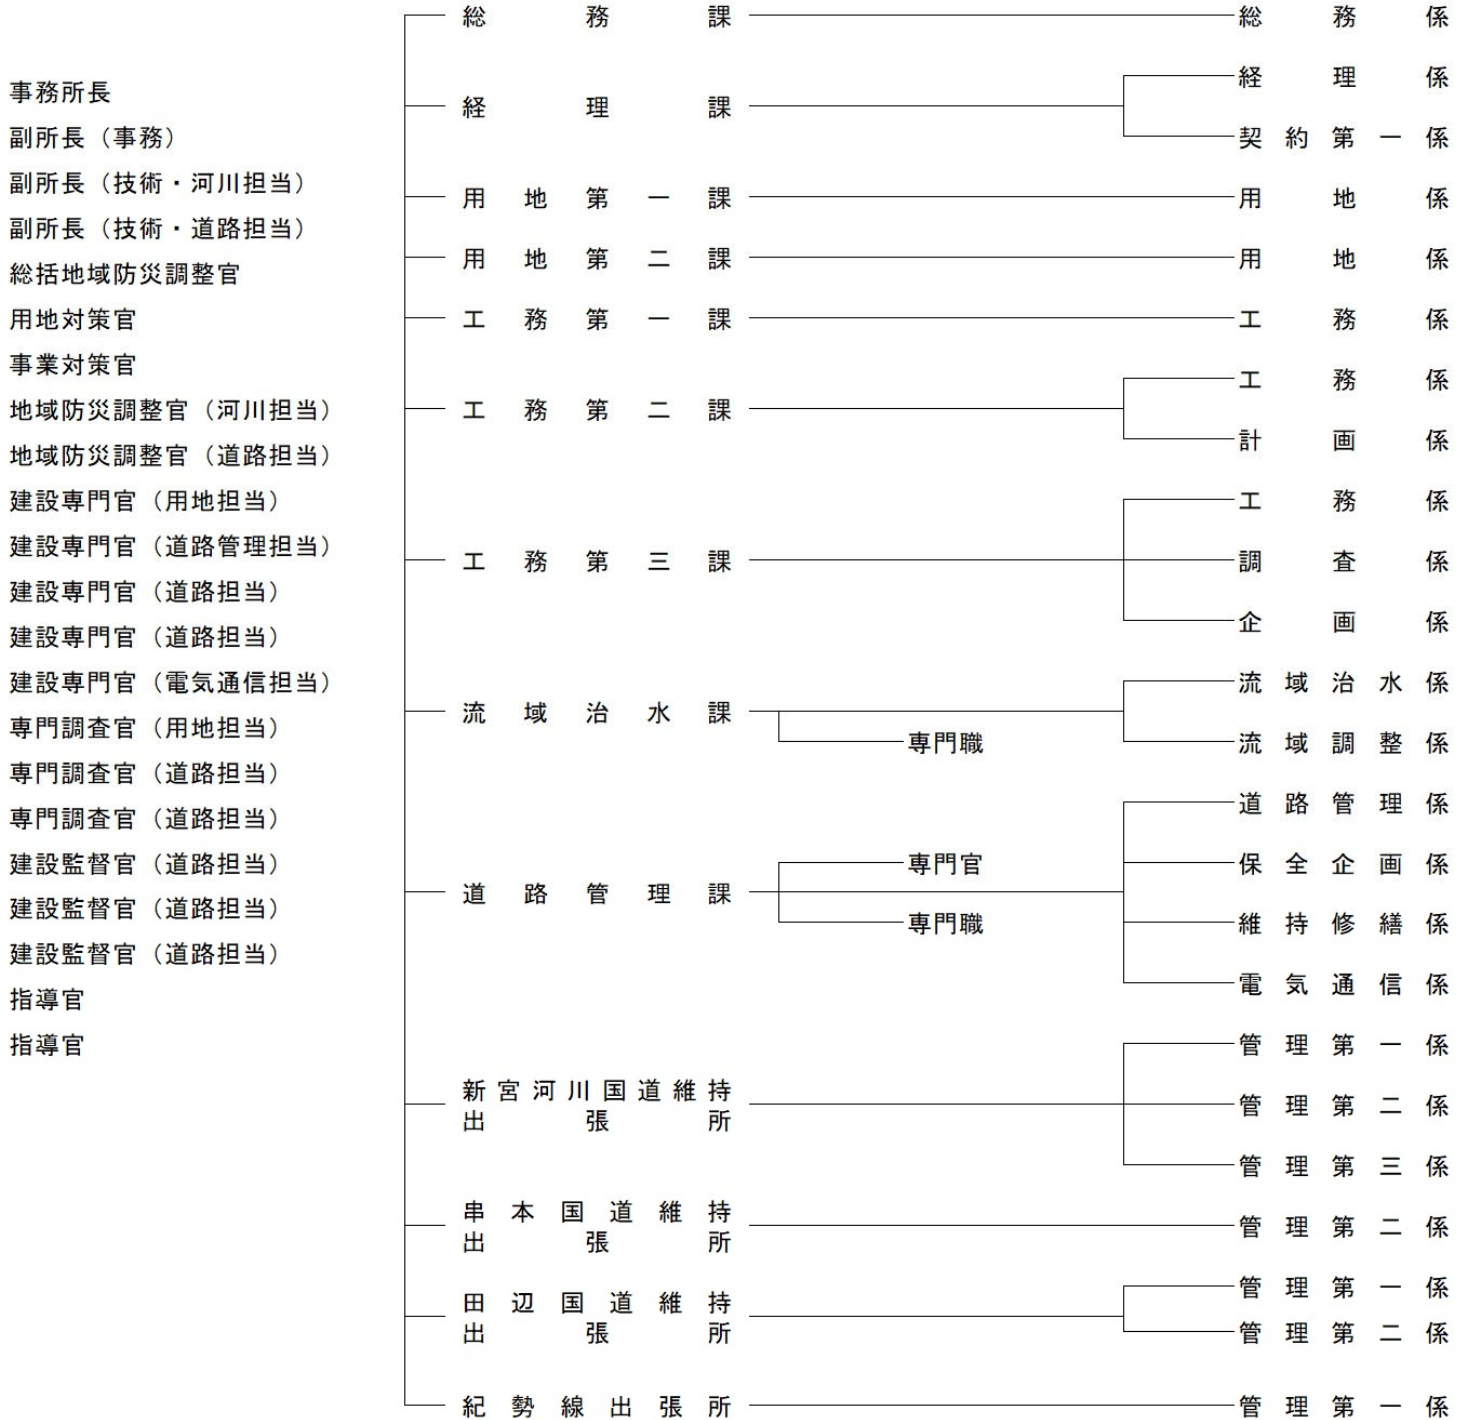 事務所長
副所長（事務）
副所長（技術・河川担当）
副所長（技術・道路担当）
総括地域防災調整官
用地対策官
事業対策官
地域防災調整官（河川担当）
地域防災調整官（道路担当）
建設専門官（用地担当）
建設専門官（道路管理担当）
建設専門官（道路担当）
建設専門官（道路担当）
建設専門官（電気通信担当）
専門調査官（用地担当）
専門調査官（道路担当）
専門調査官（道路担当）
建設監督官（道路担当）
建設監督官（道路担当）
建設監督官（道路担当）
指導官
指導官
総務課
総務係
経理課
経理係
契約第一係
用地第一課
用地係
用地第二課
用地係
工務第一課
工務係
工務第二課
工務係
計画係
工務第三課
工務係
調査係
企画係
流域治水課
専門職
流域治水係
流域調整係
道路管理課
専門官
専門職
道路管理係
保全企画係
維持修繕係
電気通信係
新宮河川国道維持
出張所
管理第一係
管理第二係
管理第三係
串本国道維持
出張所
管理第二係
田辺国道維持
出張所
管理第一係
管理第二係
紀勢線出張所
管理第一係